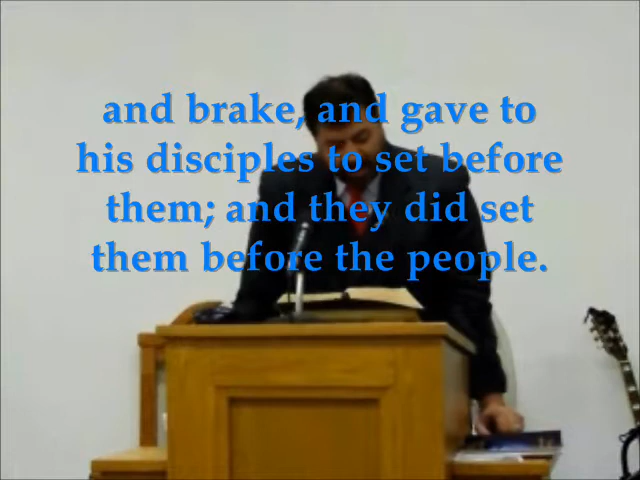 and brake, and gave to
his disciples to set before
them; and they did set
them before the people.